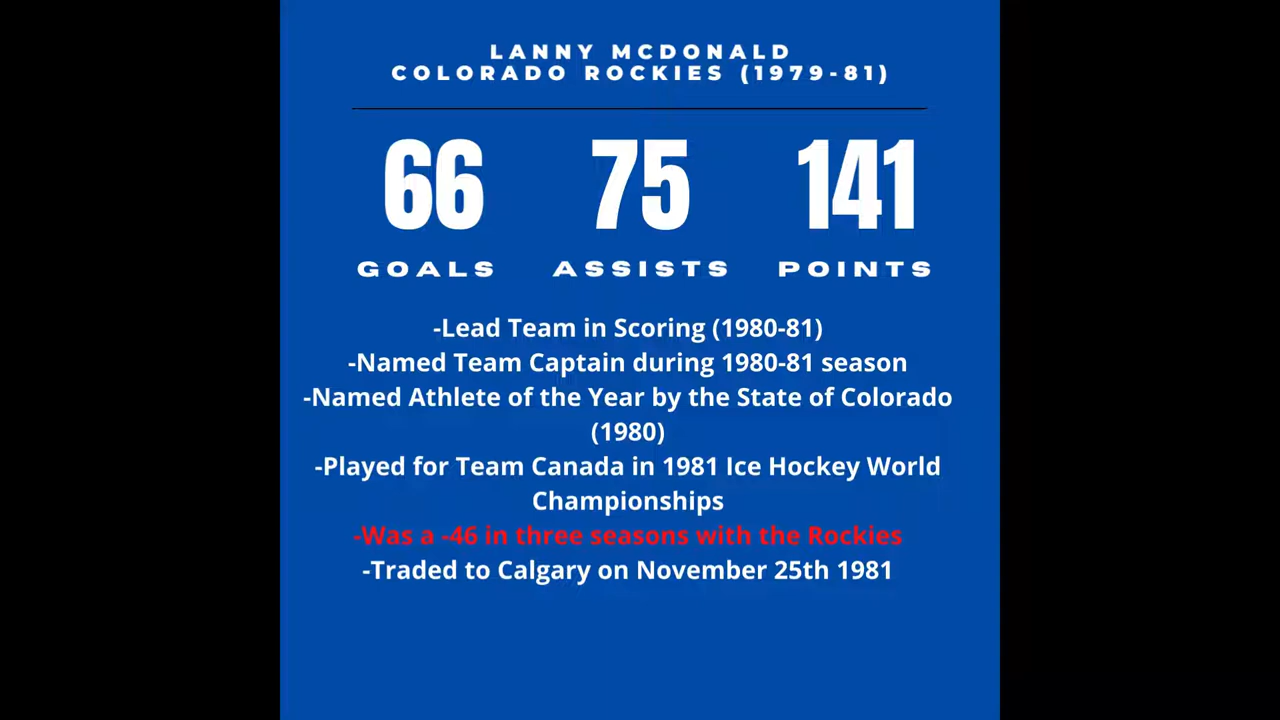 LANNY MCDONALD
COLORADO ROCKIES (1979-81)
66 75 141
GOALS ASSISTS POINTS
-Lead Team in Scoring (1980-81)
-Named Team Captain during 1980-81 season
-Named Athlete of the Year by the State of Colorado
(1980)
-Played for Team Canada in 1981 Ice Hockey World
Championships
-Was a -46 in three seasons with the Rockies
-Traded to Calgary on November 25th 1981